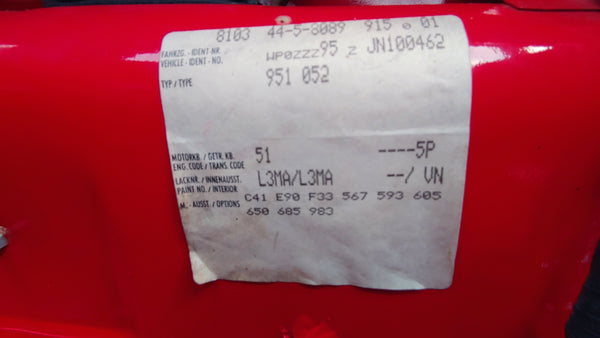 8103 44-5-8089 915 0 01
FAHRZG. - IDENT-NR.
VEHICLE - IDENT - NO. WP0ZZZ95 Z JN100462
TYP / TYPE 951 052
MOTORKB. / GETR. KB.
ENG. CODE / TRANS. CODE 51 ----5P
LACKNR. / INNENAUSST.
PAINT NO. / INTERIOR L3MA/L3MA --/ VN
M. - AUSST. / OPTIONS C41 E90 F33 567 593 605
650 685 983